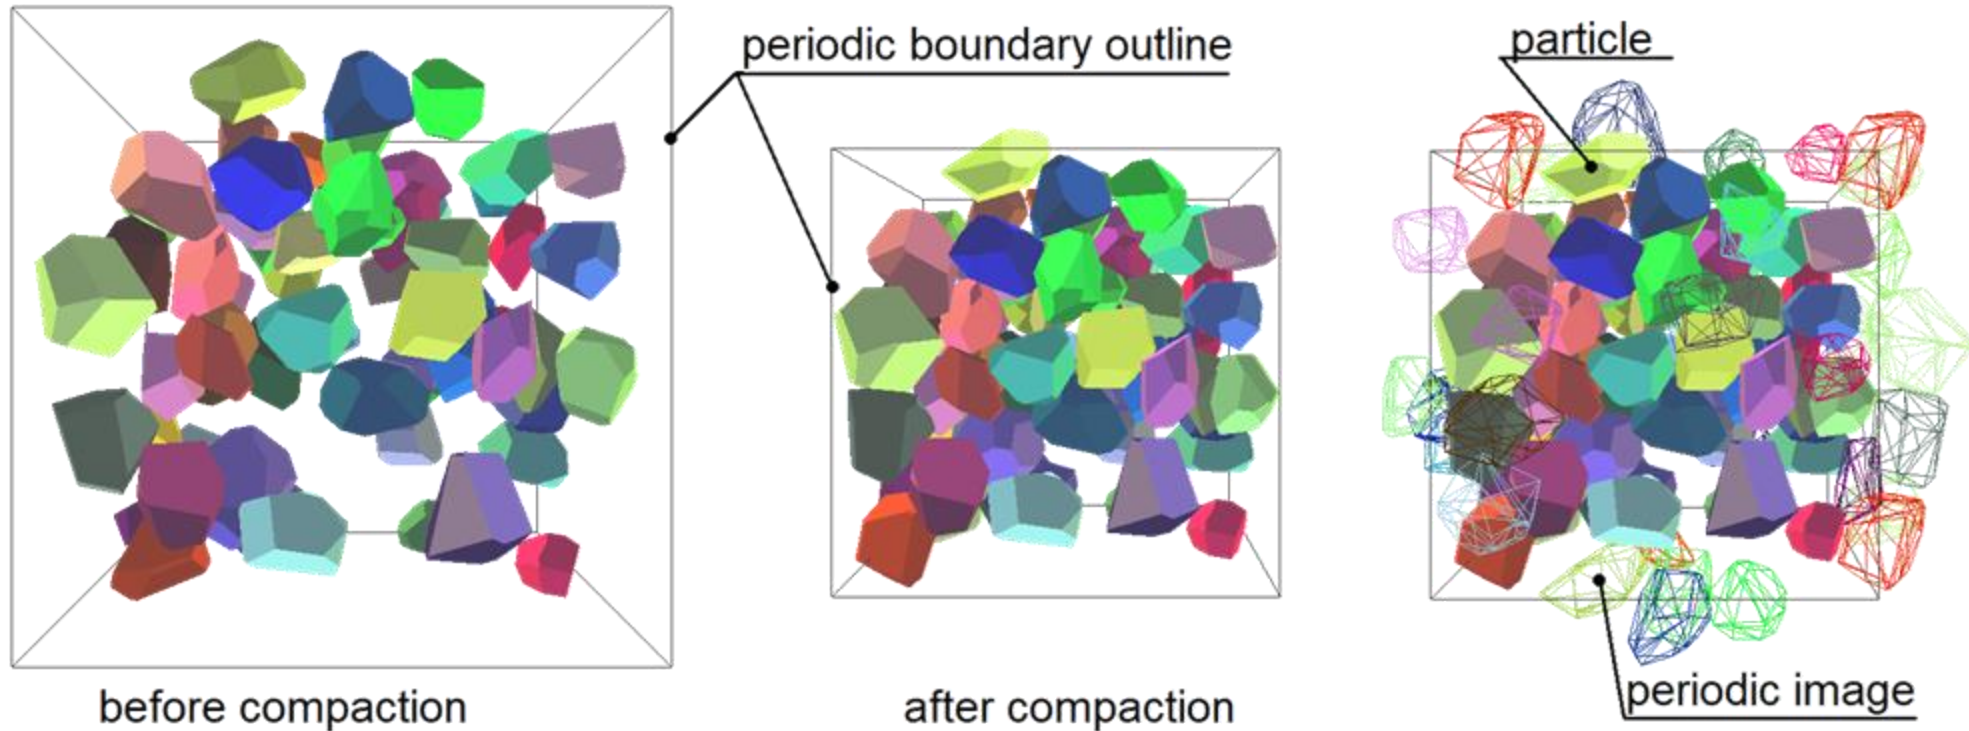 periodic boundary outline
particle
before compaction
after compaction
periodic image